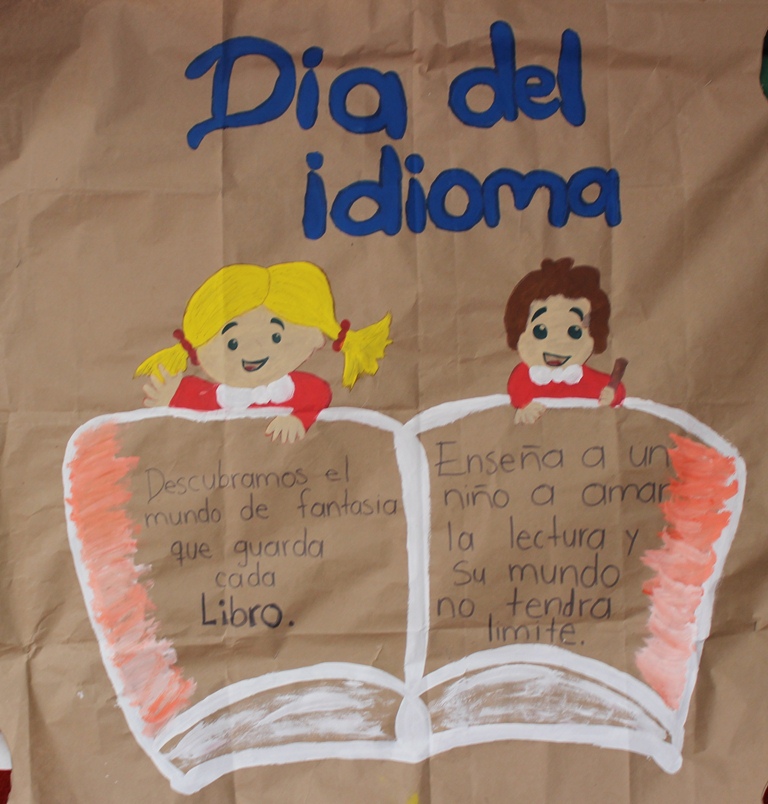 Dia del
idioma
Descubramos el
mundo de fantasia
que guarda
cada
Libro.
Enseña a un
niño a amar
la lectura y
Su mundo
no tendra
limite.